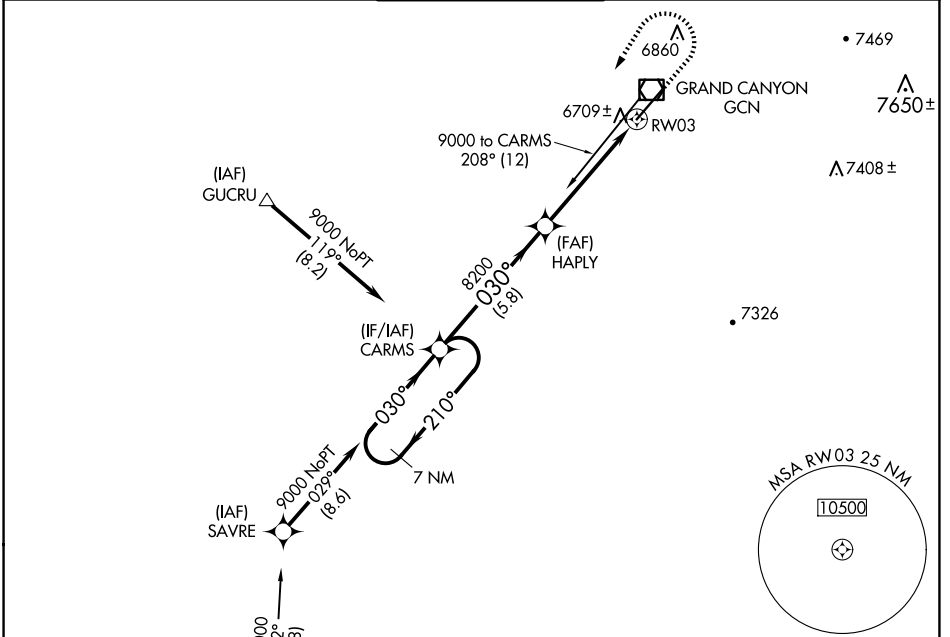 6860
7469
GRAND CANYON
GCN
7650±
6709±
RW03
9000 to CARMS
208° (12)
7408±
(IAF)
GUCRU
9000 NoPT
119°
(8.2)
(FAF)
HAPLY
8200
030°
(5.8)
7326
(IF/IAF)
CARMS
030°
210°
7 NM
9000 NoPT
029°
(8.6)
(IAF)
SAVRE
MSA RW03 25 NM
10500